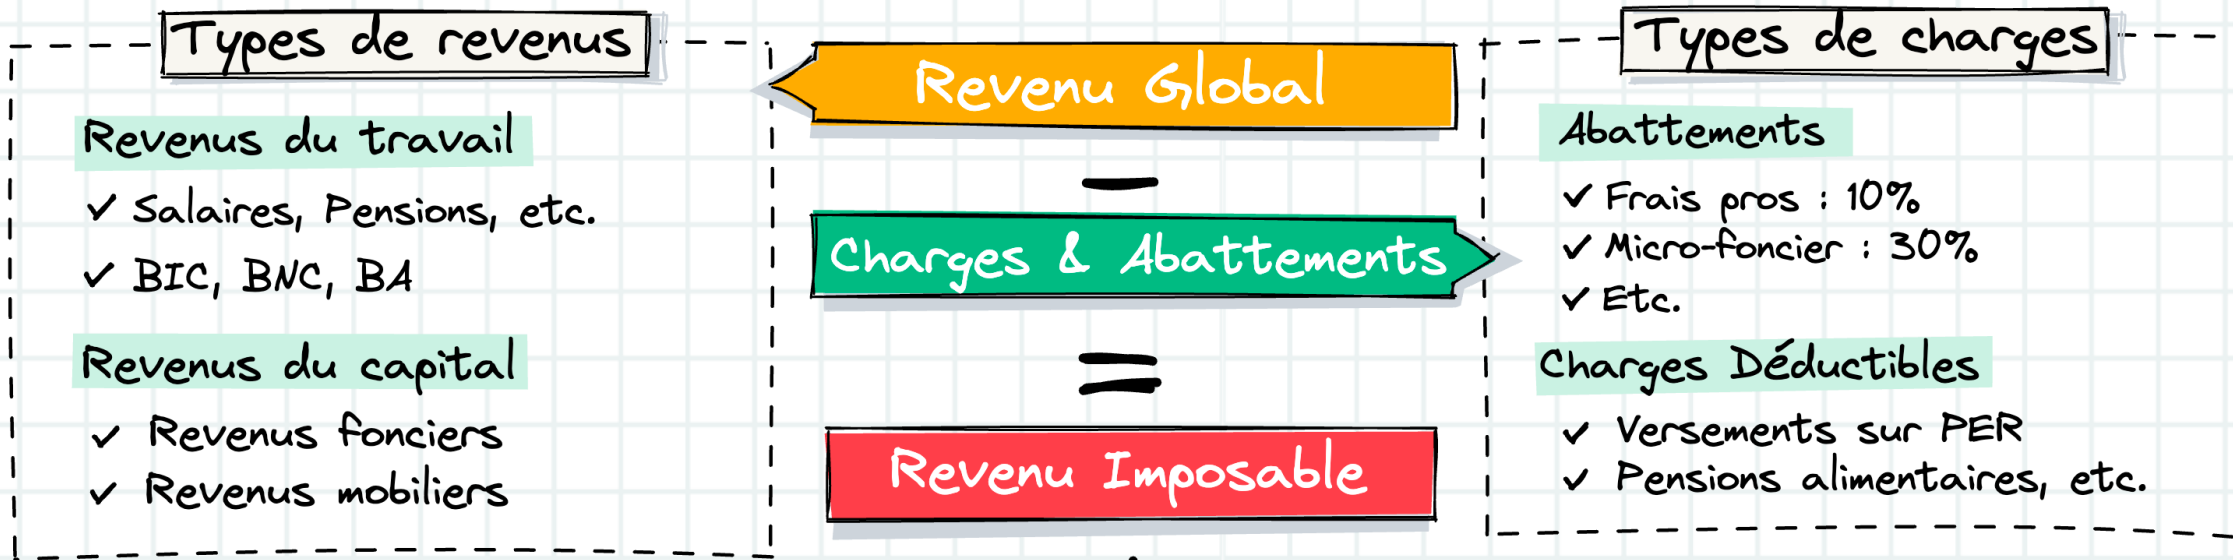 Types de revenus
Revenus du travail
✓ Salaires, Pensions, etc.
✓ BIC, BNC, BA
Revenus du capital
✓ Revenus fonciers
✓ Revenus mobiliers
Revenu Global
−
Charges & Abattements
=
Revenu Imposable
Types de charges
Abattements
✓ Frais pros : 10%
✓ Micro-foncier : 30%
✓ Etc.
Charges Déductibles
✓ Versements sur PER
✓ Pensions alimentaires, etc.